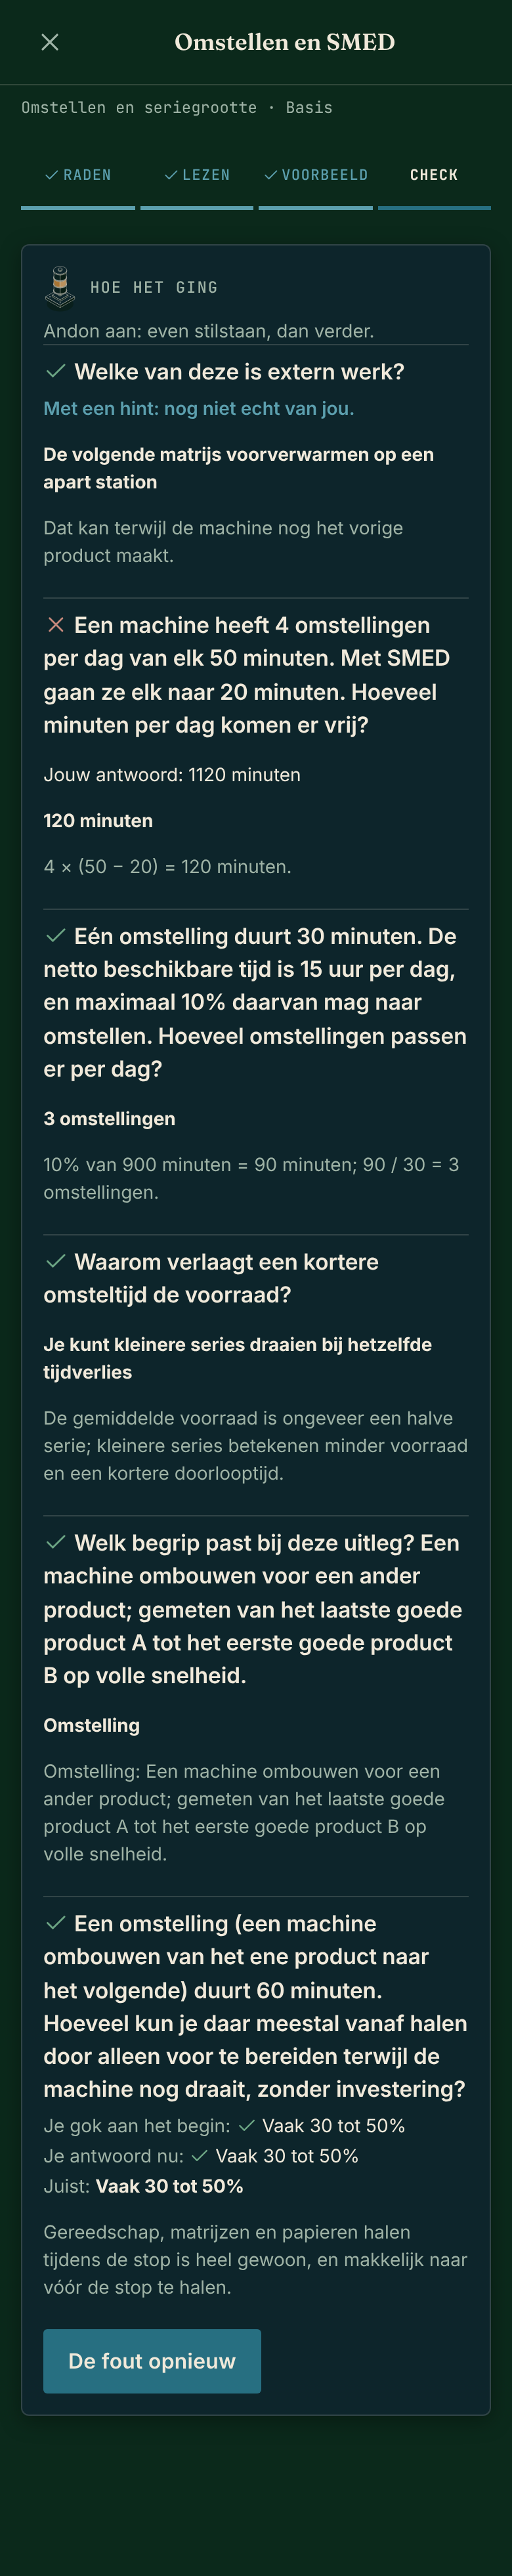 Omstellen en SMED
Omstellen en seriegrootte · Basis
RADEN
LEZEN
VOORBEELD
CHECK
HOE HET GING
Andon aan: even stilstaan, dan verder.
Welke van deze is extern werk?
Met een hint: nog niet echt van jou.
De volgende matrijs voorverwarmen op een
apart station
Dat kan terwijl de machine nog het vorige
product maakt.
Een machine heeft 4 omstellingen
per dag van elk 50 minuten. Met SMED
gaan ze elk naar 20 minuten. Hoeveel
minuten per dag komen er vrij?
Jouw antwoord: 1120 minuten
120 minuten
4 × (50 − 20) = 120 minuten.
Eén omstelling duurt 30 minuten. De
netto beschikbare tijd is 15 uur per dag,
en maximaal 10% daarvan mag naar
omstellen. Hoeveel omstellingen passen
er per dag?
3 omstellingen
10% van 900 minuten = 90 minuten; 90 / 30 = 3
omstellingen.
Waarom verlaagt een kortere
omsteltijd de voorraad?
Je kunt kleinere series draaien bij hetzelfde
tijdverlies
De gemiddelde voorraad is ongeveer een halve
serie; kleinere series betekenen minder voorraad
en een kortere doorlooptijd.
Welk begrip past bij deze uitleg? Een
machine ombouwen voor een ander
product; gemeten van het laatste goede
product A tot het eerste goede product
B op volle snelheid.
Omstelling
Omstelling: Een machine ombouwen voor een
ander product; gemeten van het laatste goede
product A tot het eerste goede product B op
volle snelheid.
Een omstelling (een machine
ombouwen van het ene product naar
het volgende) duurt 60 minuten.
Hoeveel kun je daar meestal vanaf halen
door alleen voor te bereiden terwijl de
machine nog draait, zonder investering?
Je gok aan het begin: Vaak 30 tot 50%
Je antwoord nu: Vaak 30 tot 50%
Juist: Vaak 30 tot 50%
Gereedschap, matrijzen en papieren halen
tijdens de stop is heel gewoon, en makkelijk naar
vóór de stop te halen.
De fout opnieuw